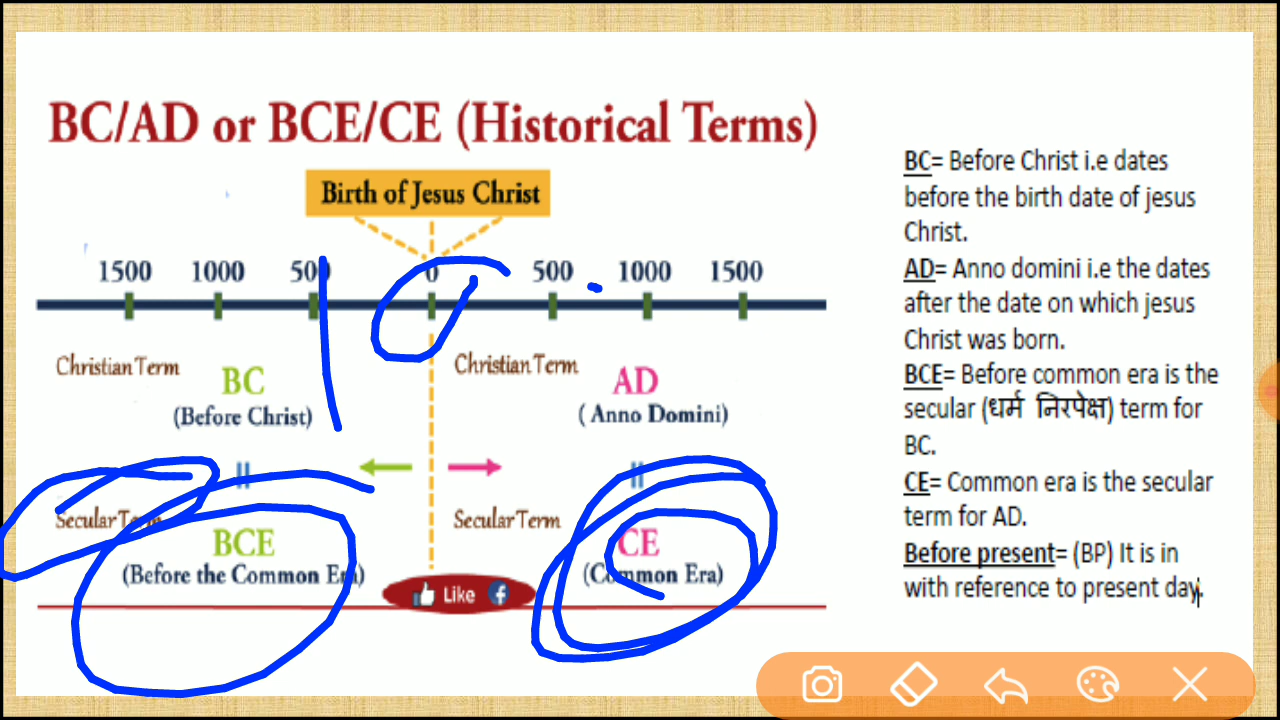 BC/AD or BCE/CE (Historical Terms)
Birth of Jesus Christ
1500 1000 500 0 500 1000 1500
Christian Term
BC
(Before Christ)
Christian Term
AD
( Anno Domini)
Secular Term
BCE
(Before the Common Era)
Secular Term
CE
(Common Era)
Like
BC= Before Christ i.e dates
before the birth date of jesus
Christ.
AD= Anno domini i.e the dates
after the date on which jesus
Christ was born.
BCE= Before common era is the
secular (धर्म निरपेक्ष) term for
BC.
CE= Common era is the secular
term for AD.
Before present= (BP) It is in
with reference to present day.